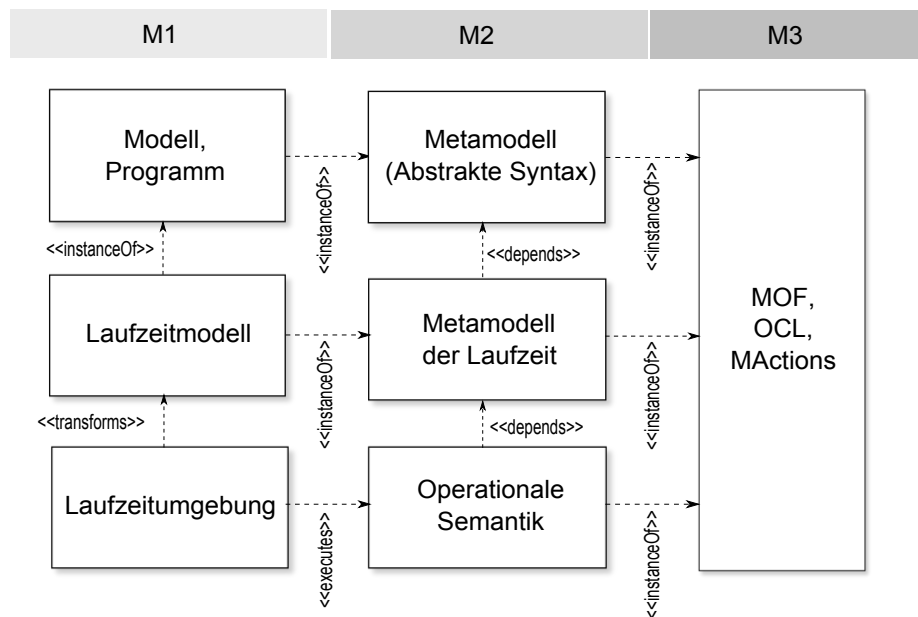 M1
M2
M3
Modell,
Programm
<<instanceOf>>
Metamodell
(Abstrakte Syntax)
<<instanceOf>>
<<instanceOf>>
<<depends>>
Laufzeitmodell
<<instanceOf>>
Metamodell
der Laufzeit
<<instanceOf>>
MOF,
OCL,
MActions
<<transforms>>
<<depends>>
Laufzeitumgebung
<<executes>>
Operationale
Semantik
<<instanceOf>>